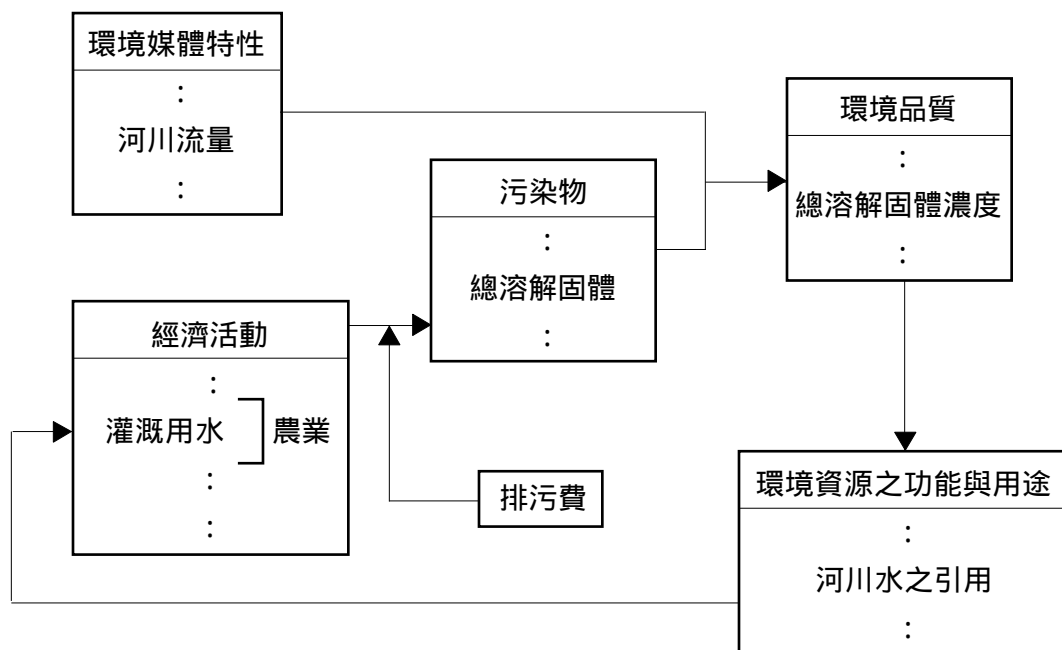 環境媒體特性
：
河川流量
：
環境品質
：
總溶解固體濃度
：
污染物
：
總溶解固體
：
經濟活動
：
灌溉用水
農業
：
：
排污費
環境資源之功能與用途
：
河川水之引用
：